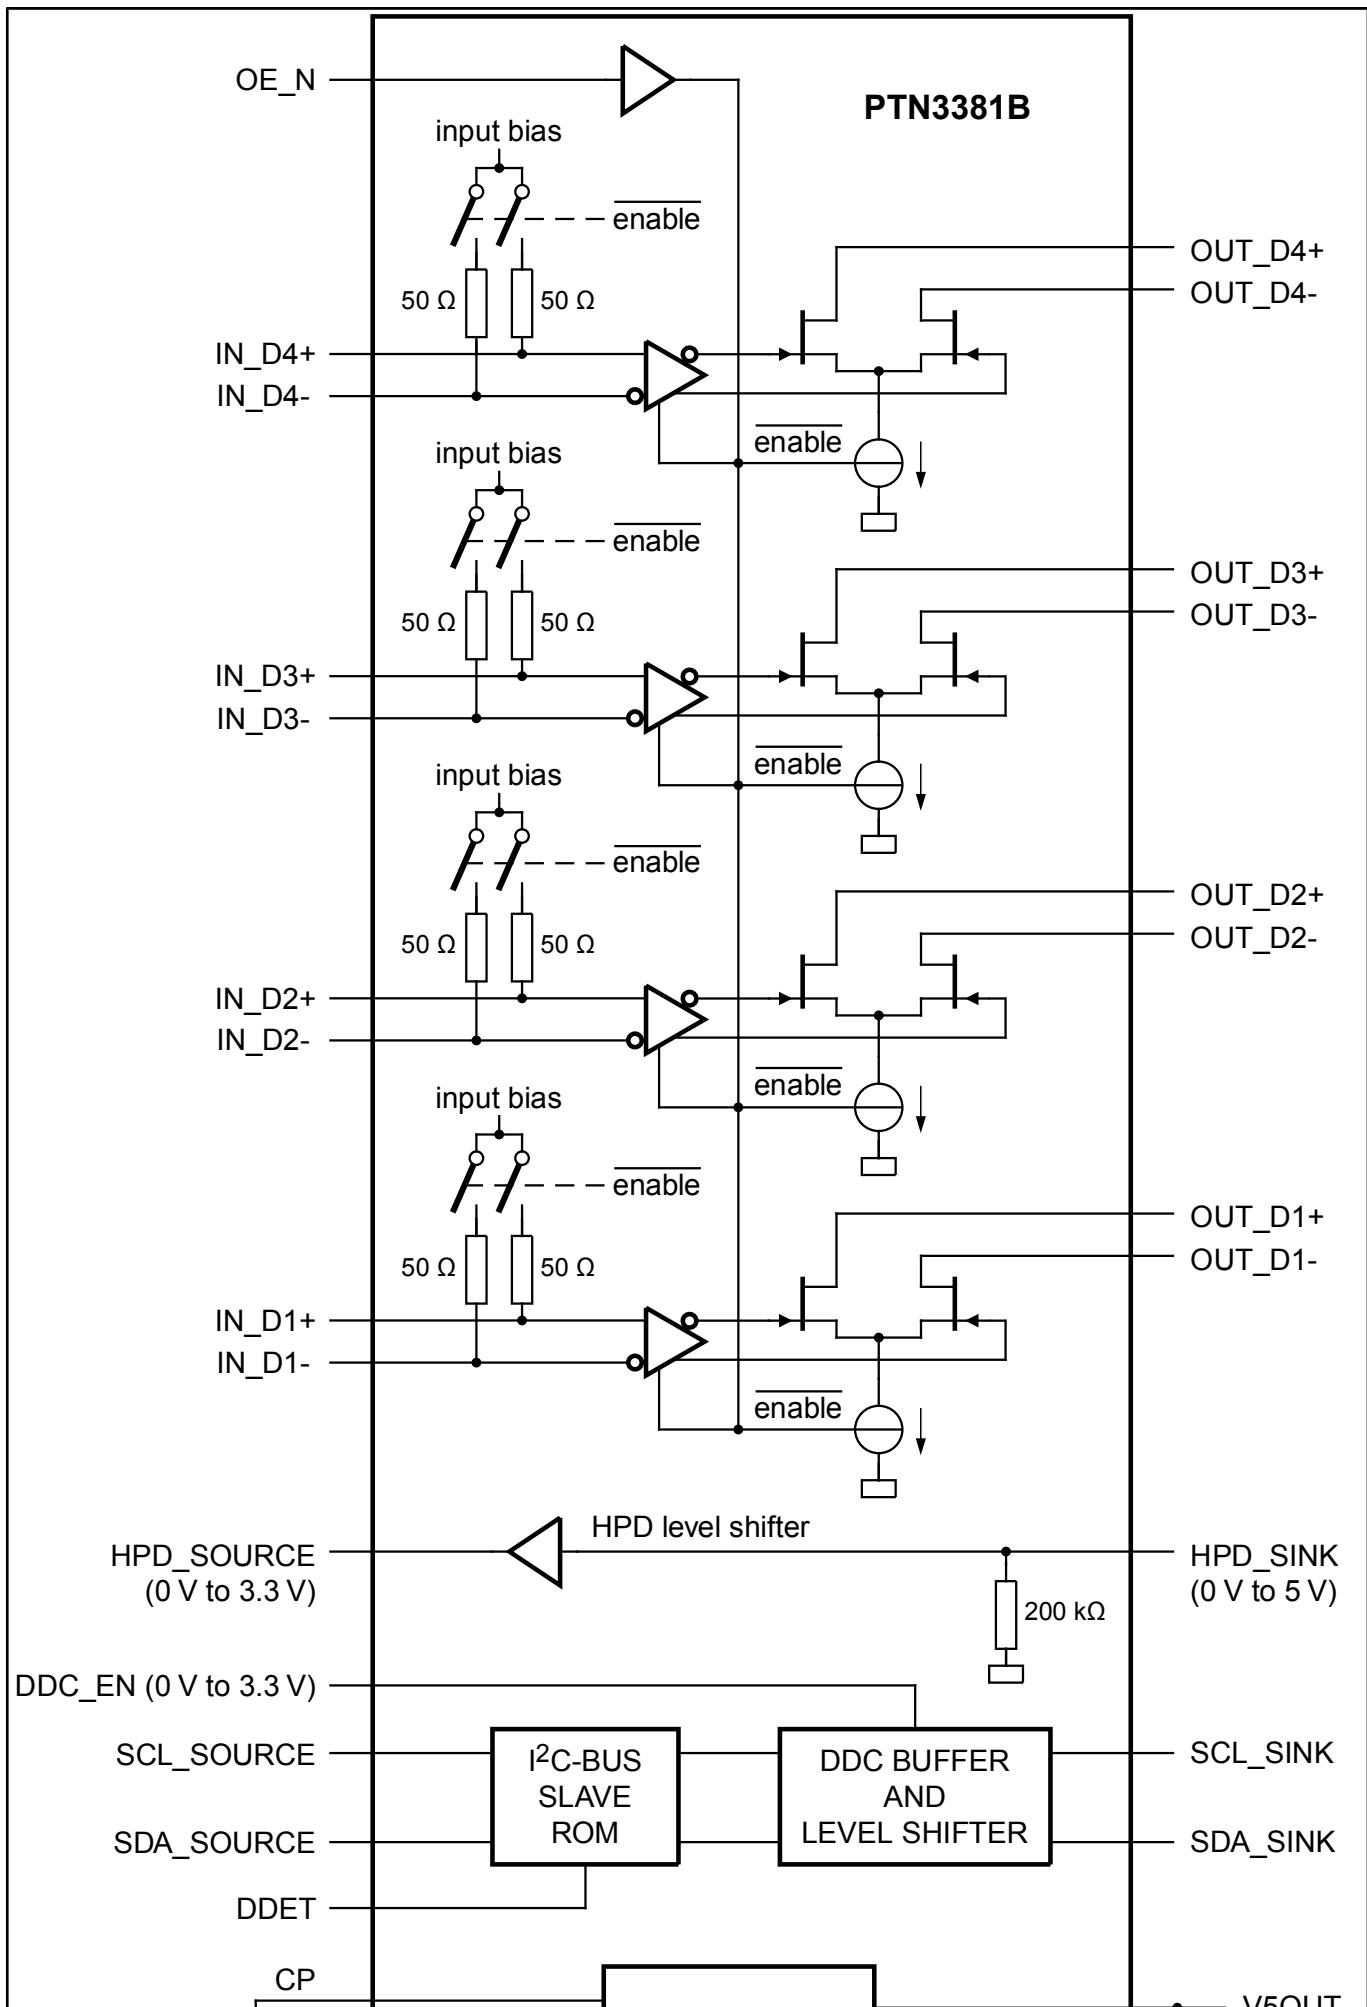 OE_N
PTN3381B
input bias
enable
OUT_D4+
OUT_D4-
50 Ω
50 Ω
IN_D4+
IN_D4-
enable
input bias
enable
OUT_D3+
OUT_D3-
50 Ω
50 Ω
IN_D3+
IN_D3-
enable
input bias
enable
OUT_D2+
OUT_D2-
50 Ω
50 Ω
IN_D2+
IN_D2-
enable
input bias
enable
OUT_D1+
OUT_D1-
50 Ω
50 Ω
IN_D1+
IN_D1-
enable
HPD level shifter
HPD_SOURCE
(0 V to 3.3 V)
HPD_SINK
(0 V to 5 V)
200 kΩ
DDC_EN (0 V to 3.3 V)
SCL_SOURCE
I²C-BUS
SLAVE
ROM
DDC BUFFER
AND
LEVEL SHIFTER
SCL_SINK
SDA_SOURCE
SDA_SINK
DDET
CP
V5OUT